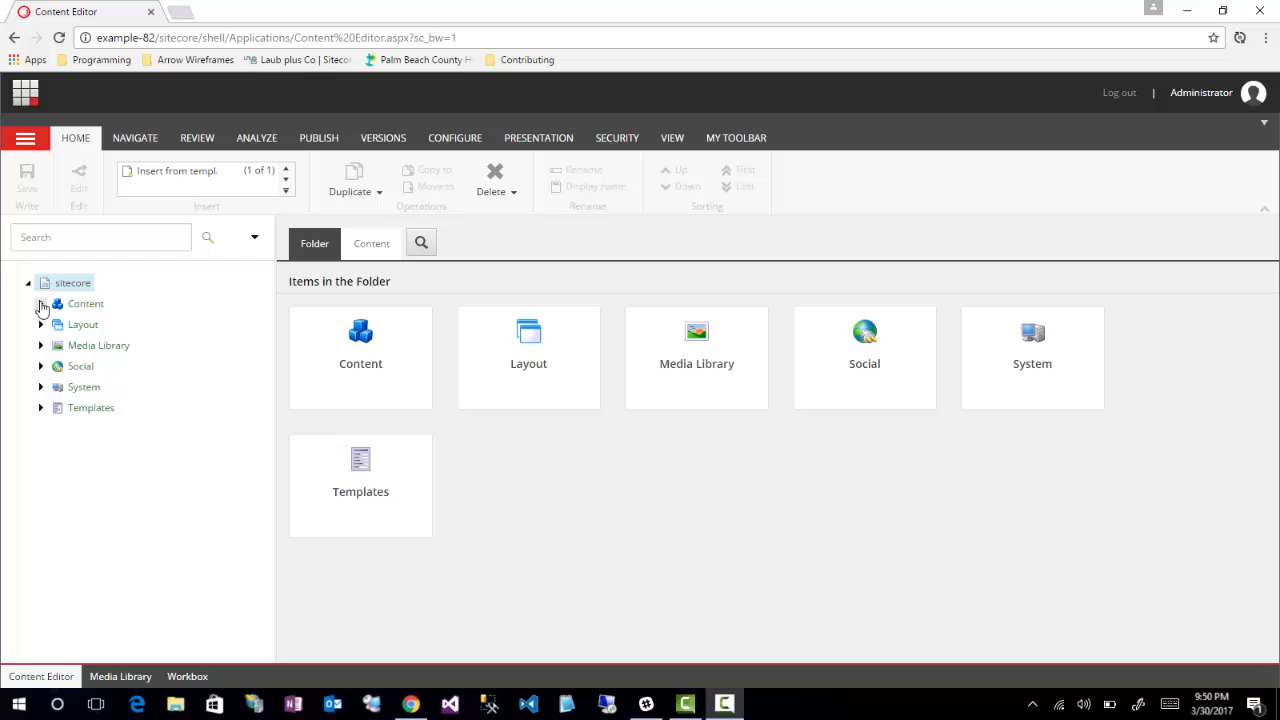 Content Editor
example-82/sitecore/shell/Applications/Content%20Editor.aspx?sc_bw=1
Apps Programming Arrow Wireframes Laub plus Co | Sitec Palm Beach County Contributing
Log out | Administrator
HOME NAVIGATE REVIEW ANALYZE PUBLISH VERSIONS CONFIGURE PRESENTATION SECURITY VIEW MY TOOLBAR
Insert from templ. (1 of 1)
Save Edit Duplicate Copy to Move to Delete Rename Display name Up Down First Last
Write Edit Insert Operations Rename Sorting
Search
Folder Content
sitecore
Items in the Folder
Content
Layout
Media Library
Social
System
Templates
Content Layout Media Library Social System
Templates
Content Editor Media Library Workbox
9:50 PM
3/30/2017